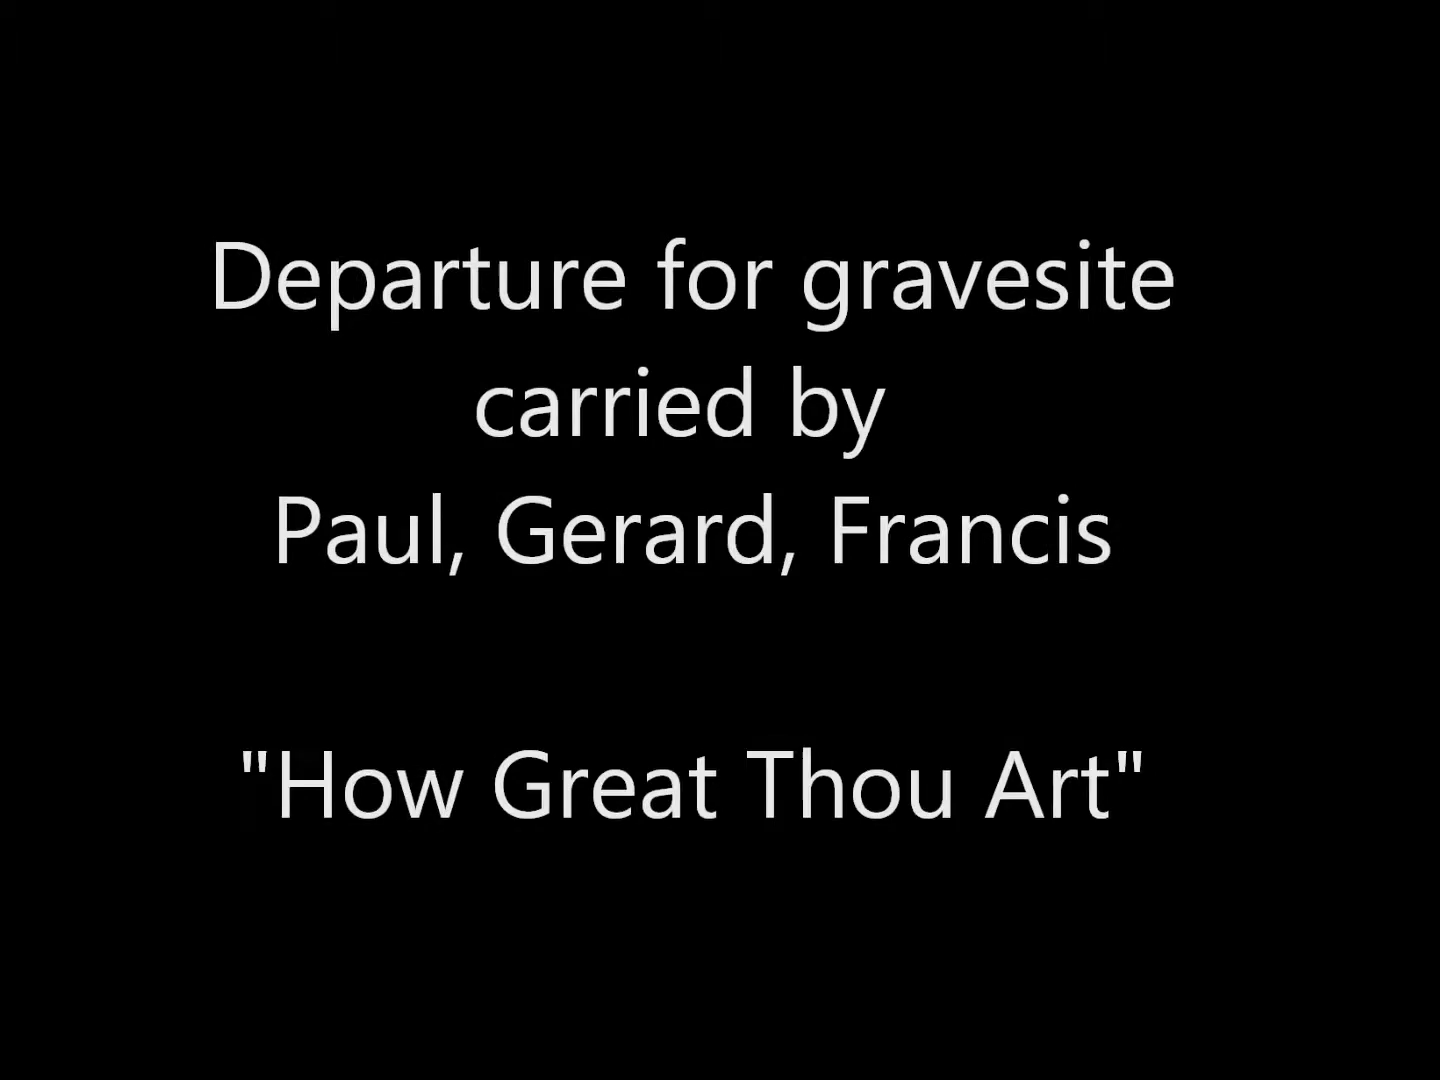 Departure for gravesite
carried by
Paul, Gerard, Francis
"How Great Thou Art"